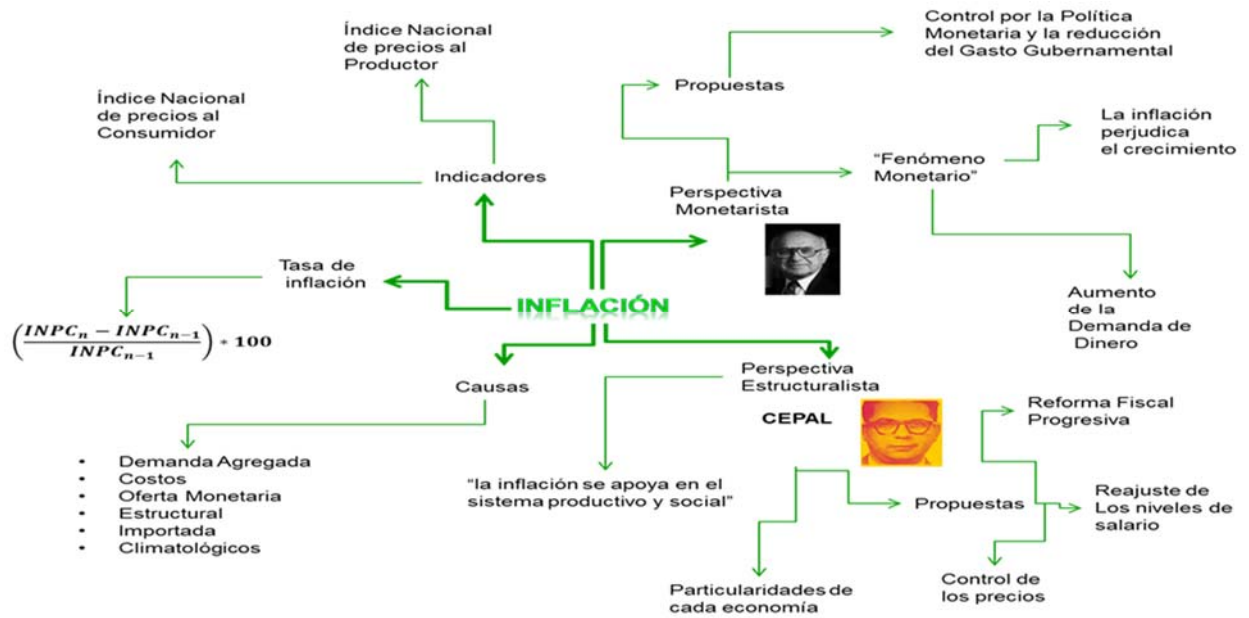 Índice Nacional
de precios al
Productor
Índice Nacional
de precios al
Consumidor
Indicadores
Control por la Política
Monetaria y la reducción
del Gasto Gubernamental
Propuestas
La inflación
perjudica
el crecimiento
"Fenómeno
Monetario"
Perspectiva
Monetarista
Aumento
de la
Demanda de
Dinero
Tasa de
inflación
INFLACIÓN
(INPCₙ − INPCₙ₋₁ / INPCₙ₋₁) * 100
Causas
• Demanda Agregada
• Costos
• Oferta Monetaria
• Estructural
• Importada
• Climatológicos
Perspectiva
Estructuralista
CEPAL
"la inflación se apoya en el
sistema productivo y social"
Propuestas
Reforma Fiscal
Progresiva
Reajuste de
Los niveles de
salario
Control de
los precios
Particularidades de
cada economía